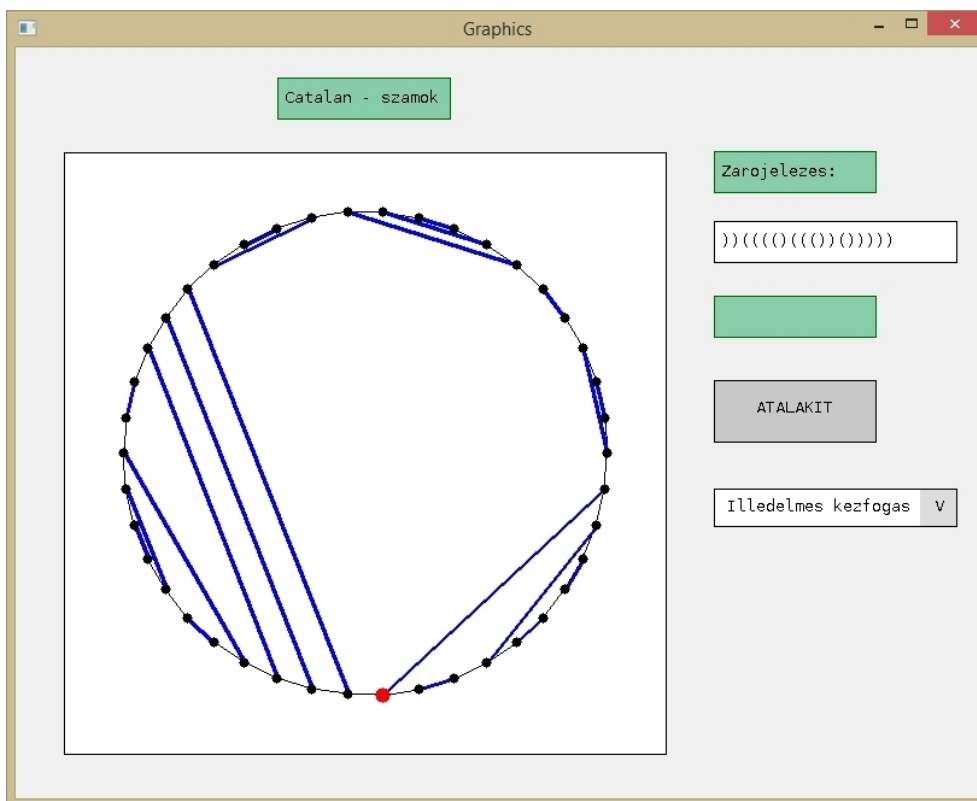 Graphics
Catalan - szamok
Zarojelezes:
))(((()((())()))))
ATALAKIT
Illedelmes kezfogas V